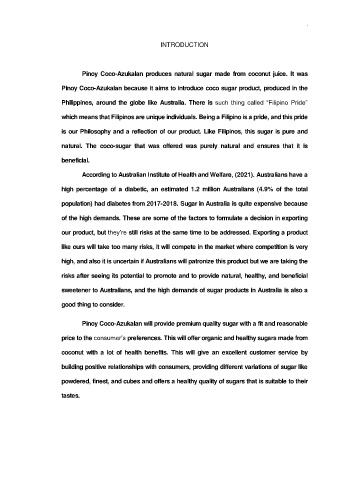 INTRODUCTION
Pinoy Coco-Azukalan produces natural sugar made from coconut juice. It was
Pinoy Coco-Azukalan because it aims to introduce coco sugar product, produced in the
Philippines, around the globe like Australia. There is such thing called “Filipino Pride”
which means that Filipinos are unique individuals. Being a Filipino is a pride, and this pride
is our Philosophy and a reflection of our product. Like Filipinos, this sugar is pure and
natural. The coco-sugar that was offered was purely natural and ensures that it is
beneficial.
According to Australian Institute of Health and Welfare, (2021). Australians have a
high percentage of a diabetic, an estimated 1.2 million Australians (4.9% of the total
population) had diabetes from 2017-2018. Sugar in Australia is quite expensive because
of the high demands. These are some of the factors to formulate a decision in exporting
our product, but they’re still risks at the same time to be addressed. Exporting a product
like ours will take too many risks, it will compete in the market where competition is very
high, and also it is uncertain if Australians will patronize this product but we are taking the
risks after seeing its potential to promote and to provide natural, healthy, and beneficial
sweetener to Australians, and the high demands of sugar products in Australia is also a
good thing to consider.
Pinoy Coco-Azukalan will provide premium quality sugar with a fit and reasonable
price to the consumer’s preferences. This will offer organic and healthy sugars made from
coconut with a lot of health benefits. This will give an excellent customer service by
building positive relationships with consumers, providing different variations of sugar like
powdered, finest, and cubes and offers a healthy quality of sugars that is suitable to their
tastes.